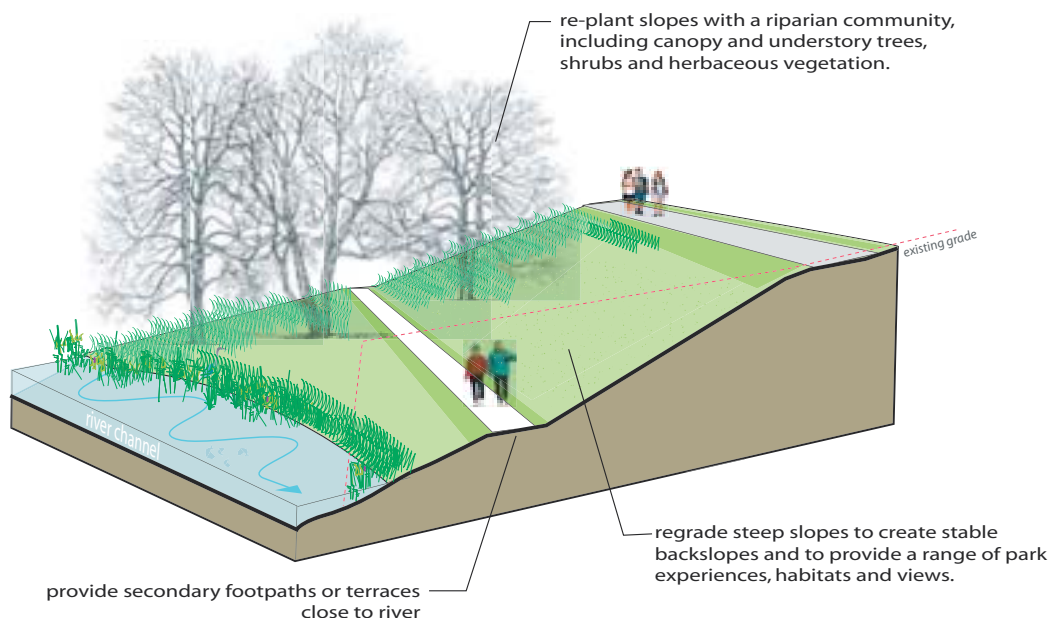 re-plant slopes with a riparian community,
including canopy and understory trees,
shrubs and herbaceous vegetation.
existing grade
river channel
regrade steep slopes to create stable
backslopes and to provide a range of park
experiences, habitats and views.
provide secondary footpaths or terraces
close to river